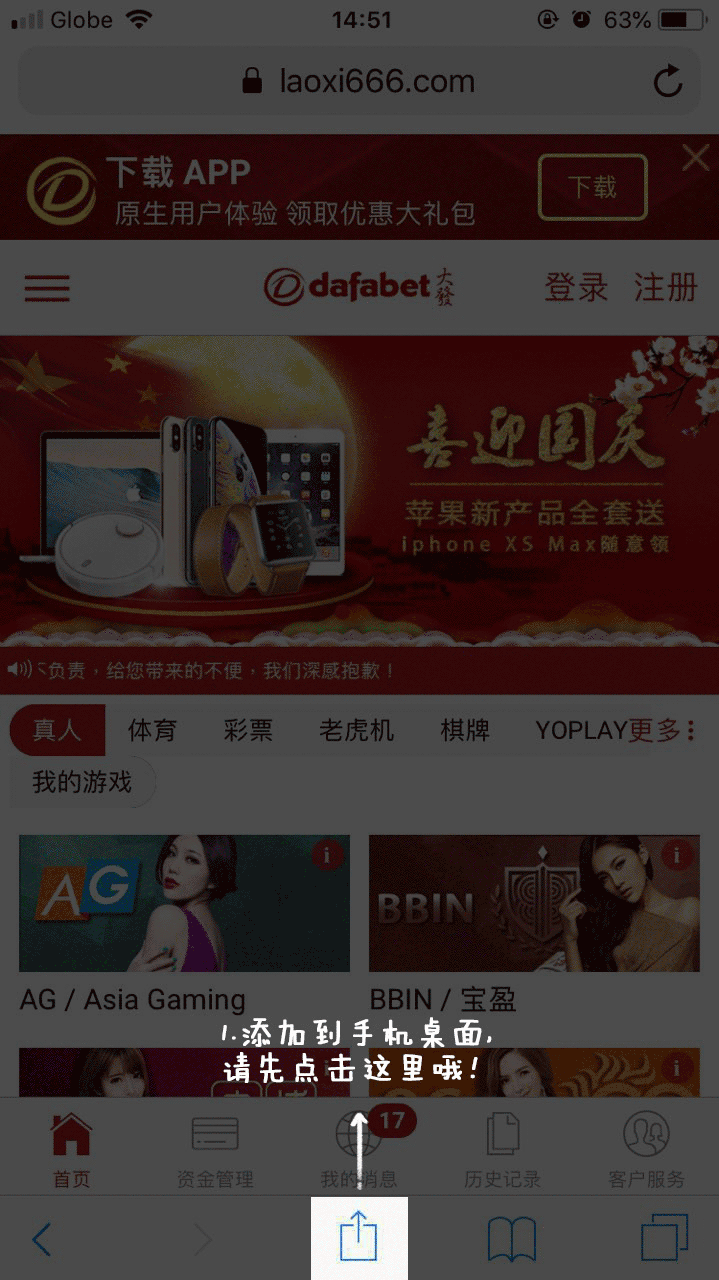 Globe 14:51 63%
laoxi666.com
下载 APP
原生用户体验 领取优惠大礼包
下载
dafabet 大發
登录 注册
喜迎国庆
苹果新产品全套送
iphone XS Max随意领
负责，给您带来的不便，我们深感抱歉！
真人 体育 彩票 老虎机 棋牌 YOPLAY 更多
我的游戏
AG
BBIN
AG / Asia Gaming
BBIN / 宝盈
1.添加到手机桌面,
请先点击这里哦!
17
首页 资金管理 我的消息 历史记录 客户服务